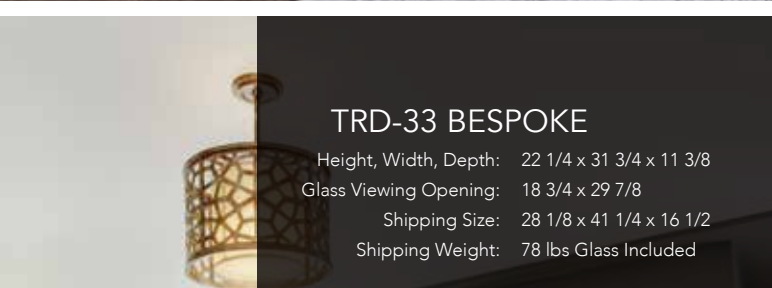 TRD-33 BESPOKE
Height, Width, Depth: 22 1/4 x 31 3/4 x 11 3/8
Glass Viewing Opening: 18 3/4 x 29 7/8
Shipping Size: 28 1/8 x 41 1/4 x 16 1/2
Shipping Weight: 78 lbs Glass Included